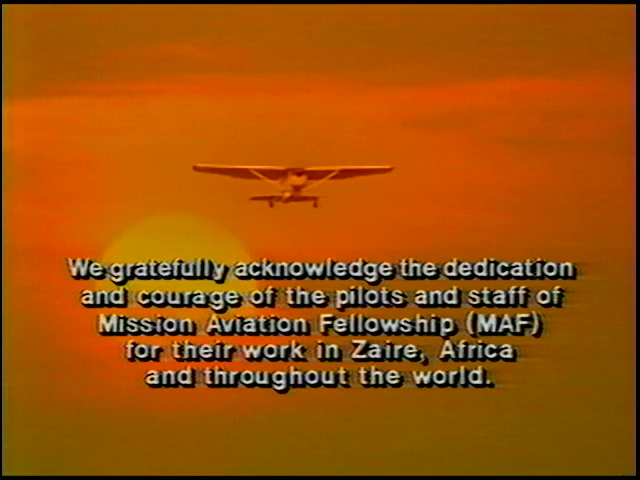 We gratefully acknowledge the dedication
and courage of the pilots and staff of
Mission Aviation Fellowship (MAF)
for their work in Zaire, Africa
and throughout the world.